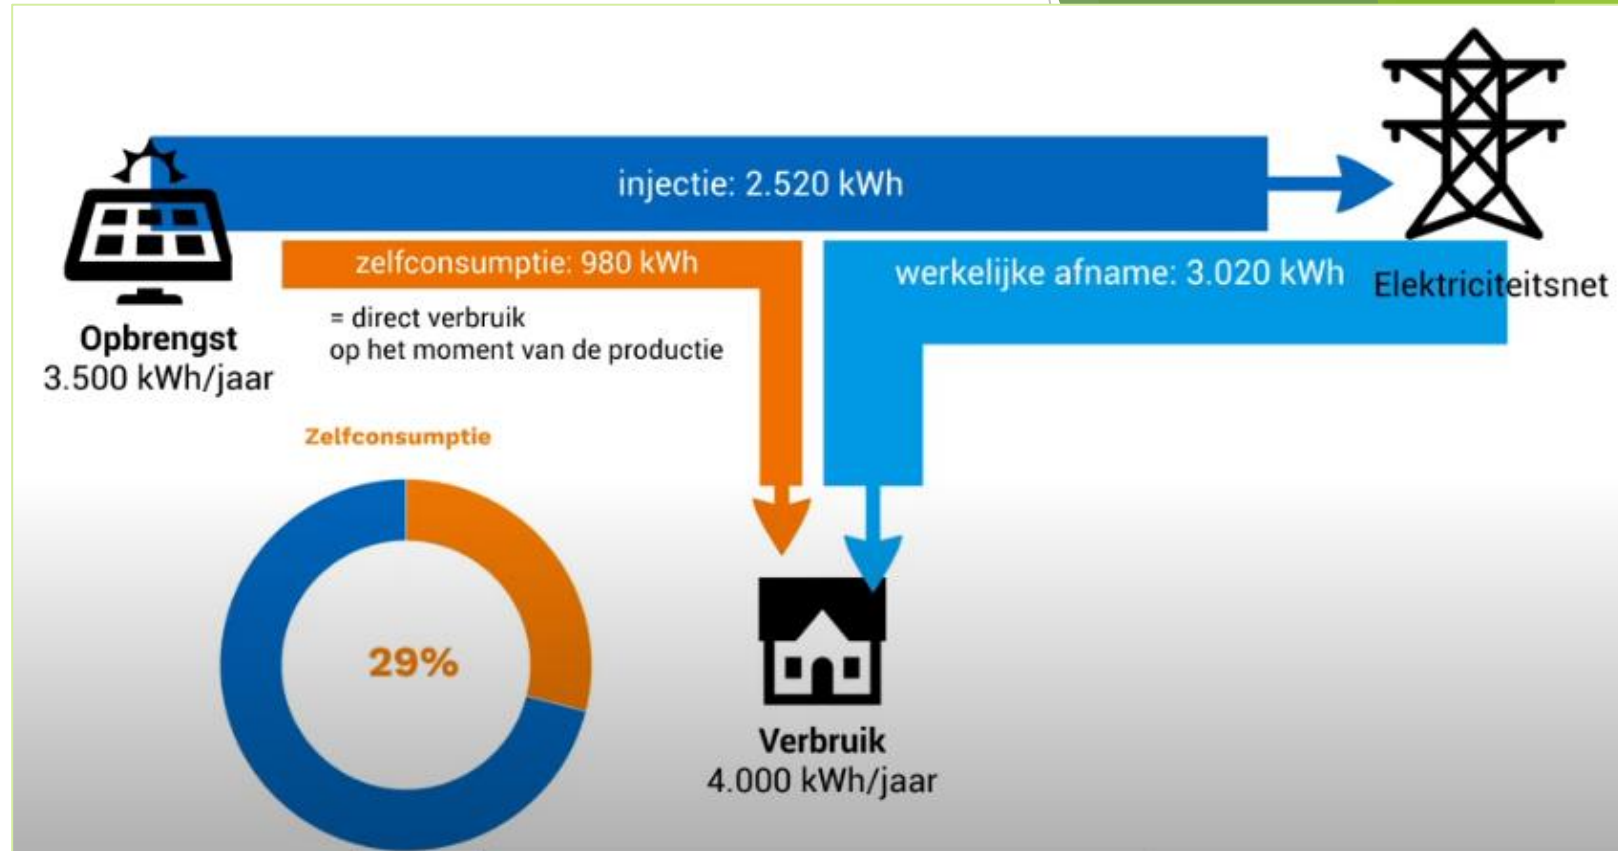 injectie: 2.520 kWh
zelfconsumptie: 980 kWh
werkelijke afname: 3.020 kWh
Elektriciteitsnet
= direct verbruik
op het moment van de productie
Opbrengst
3.500 kWh/jaar
Zelfconsumptie
29%
Verbruik
4.000 kWh/jaar